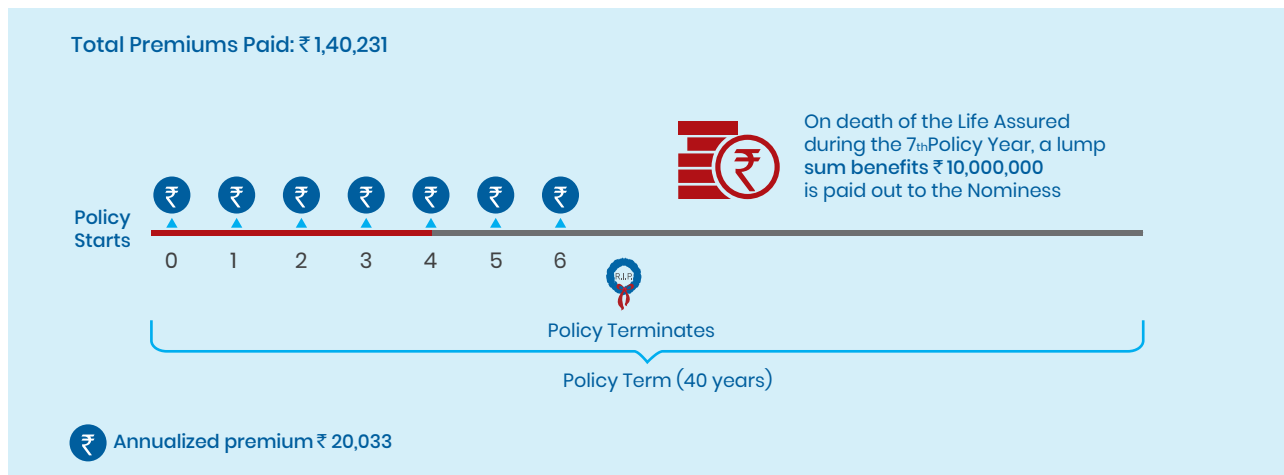 Total Premiums Paid: ₹ 1,40,231
On death of the Life Assured
during the 7thPolicy Year, a lump
sum benefits ₹ 10,000,000
is paid out to the Nominess
₹ ₹ ₹ ₹ ₹ ₹ ₹
₹
Policy
Starts
0 1 2 3 4 5 6
R.I.P.
Policy Terminates
Policy Term (40 years)
₹ Annualized premium ₹ 20,033